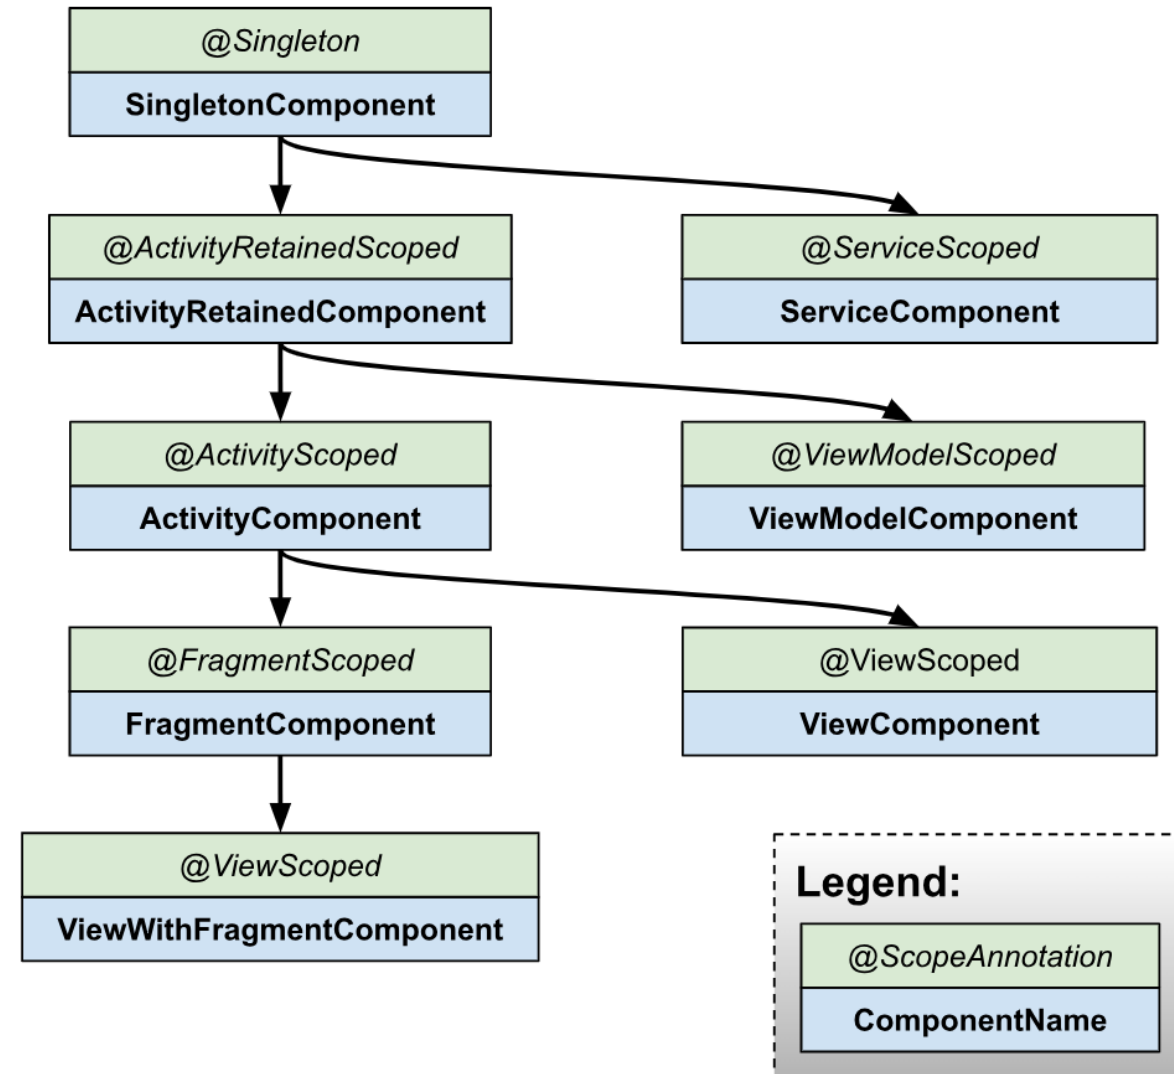 @Singleton
SingletonComponent
@ActivityRetainedScoped
ActivityRetainedComponent
@ServiceScoped
ServiceComponent
@ActivityScoped
ActivityComponent
@ViewModelScoped
ViewModelComponent
@FragmentScoped
FragmentComponent
@ViewScoped
ViewComponent
@ViewScoped
ViewWithFragmentComponent
Legend:
@ScopeAnnotation
ComponentName